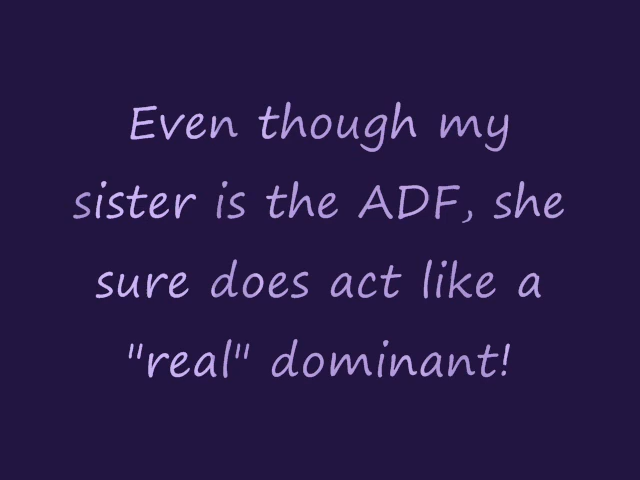 Even though my
sister is the ADF, she
sure does act like a
"real" dominant!